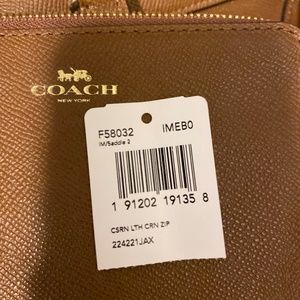 COACH
NEW YORK
F58032 IMEB0
IM/Saddle 2
1 91202 19135 8
CSRN LTH CRN ZIP
224221JAX